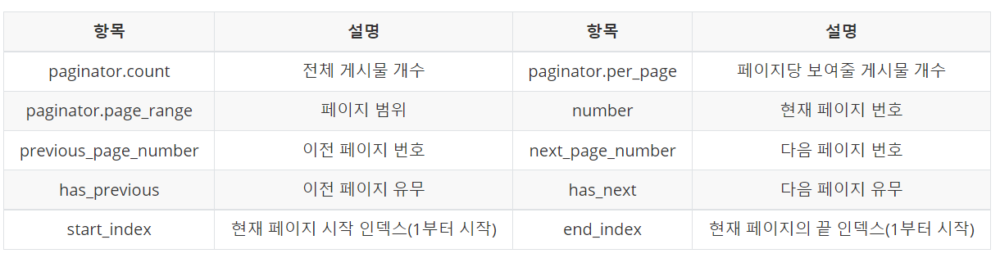 항목 설명 항목 설명
paginator.count 전체 게시물 개수 paginator.per_page 페이지당 보여줄 게시물 개수
paginator.page_range 페이지 범위 number 현재 페이지 번호
previous_page_number 이전 페이지 번호 next_page_number 다음 페이지 번호
has_previous 이전 페이지 유무 has_next 다음 페이지 유무
start_index 현재 페이지 시작 인덱스(1부터 시작) end_index 현재 페이지의 끝 인덱스(1부터 시작)